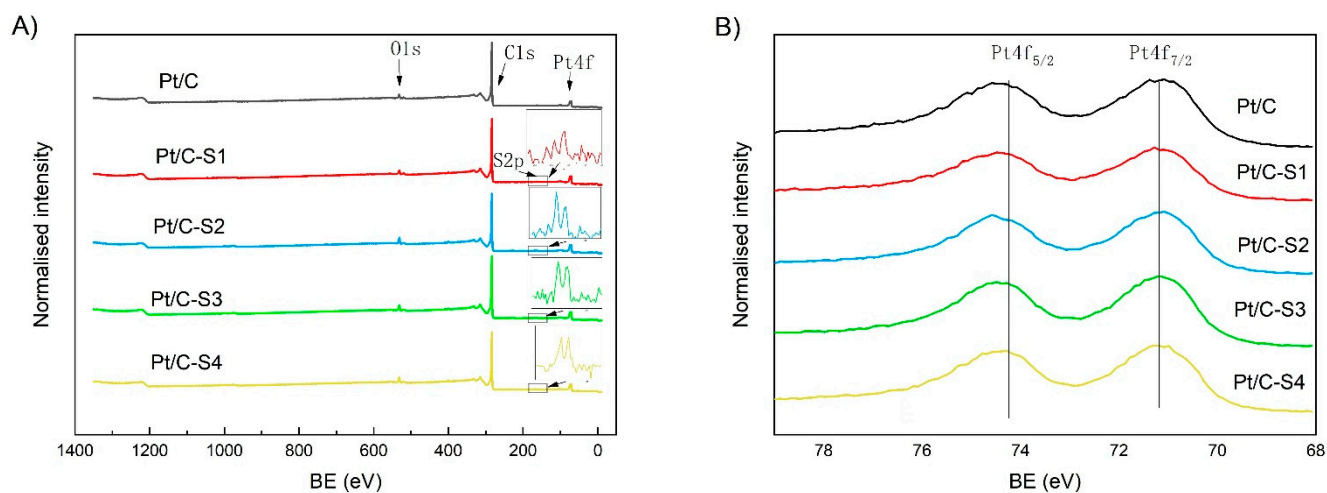 A)
O1s
C1s
Pt4f
Pt/C
Pt/C-S1
S2p
Pt/C-S2
Pt/C-S3
Pt/C-S4
Normalised intensity
1400 1200 1000 800 600 400 200 0
BE (eV)
B)
Pt4f5/2
Pt4f7/2
Pt/C
Pt/C-S1
Pt/C-S2
Pt/C-S3
Pt/C-S4
Normalised intensity
78 76 74 72 70 68
BE (eV)